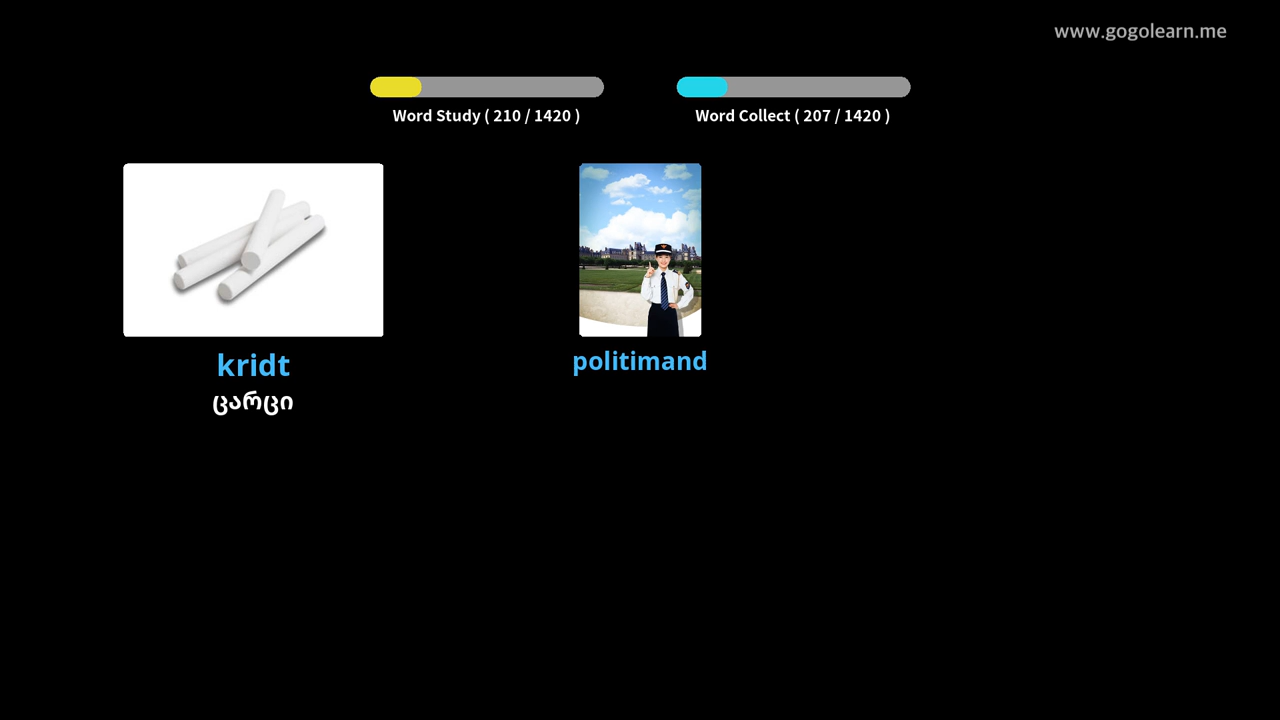 www.gogolearn.me
Word Study ( 210 / 1420 )
Word Collect ( 207 / 1420 )
kridt
ცარცი
politimand